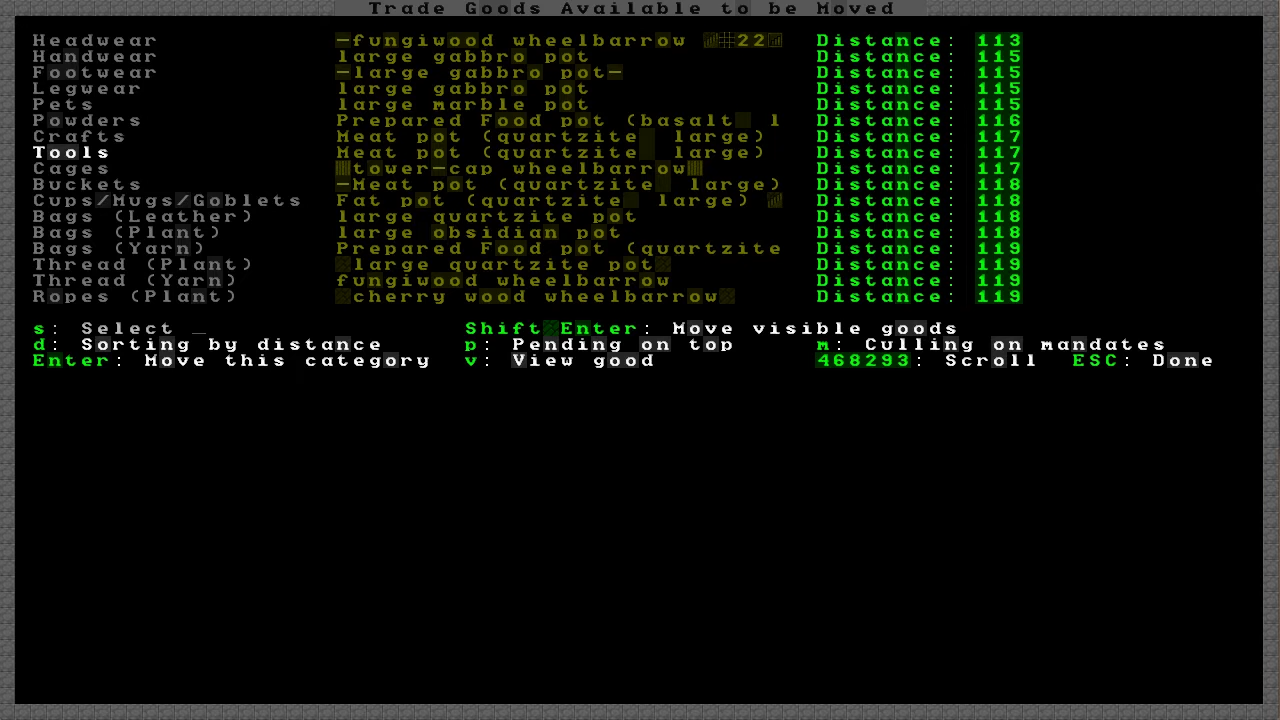 Trade Goods Available to be Moved
Headwear -fungiwood wheelbarrow 22 Distance: 113
Handwear large gabbro pot Distance: 115
Footwear -large gabbro pot- Distance: 115
Legwear large gabbro pot Distance: 115
Pets large marble pot Distance: 115
Powders Prepared Food pot (basalt l Distance: 116
Crafts Meat pot (quartzite large) Distance: 117
Tools Meat pot (quartzite large) Distance: 117
Cages tower-cap wheelbarrow Distance: 117
Buckets -Meat pot (quartzite large) Distance: 118
Cups/Mugs/Goblets Fat pot (quartzite large) Distance: 118
Bags (Leather) large quartzite pot Distance: 118
Bags (Plant) large obsidian pot Distance: 118
Bags (Yarn) Prepared Food pot (quartzite Distance: 119
Thread (Plant) large quartzite pot Distance: 119
Thread (Yarn) fungiwood wheelbarrow Distance: 119
Ropes (Plant) cherry wood wheelbarrow Distance: 119
s: Select _ Shift Enter: Move visible goods
d: Sorting by distance p: Pending on top m: Culling on mandates
Enter: Move this category v: View good 468293: Scroll ESC: Done